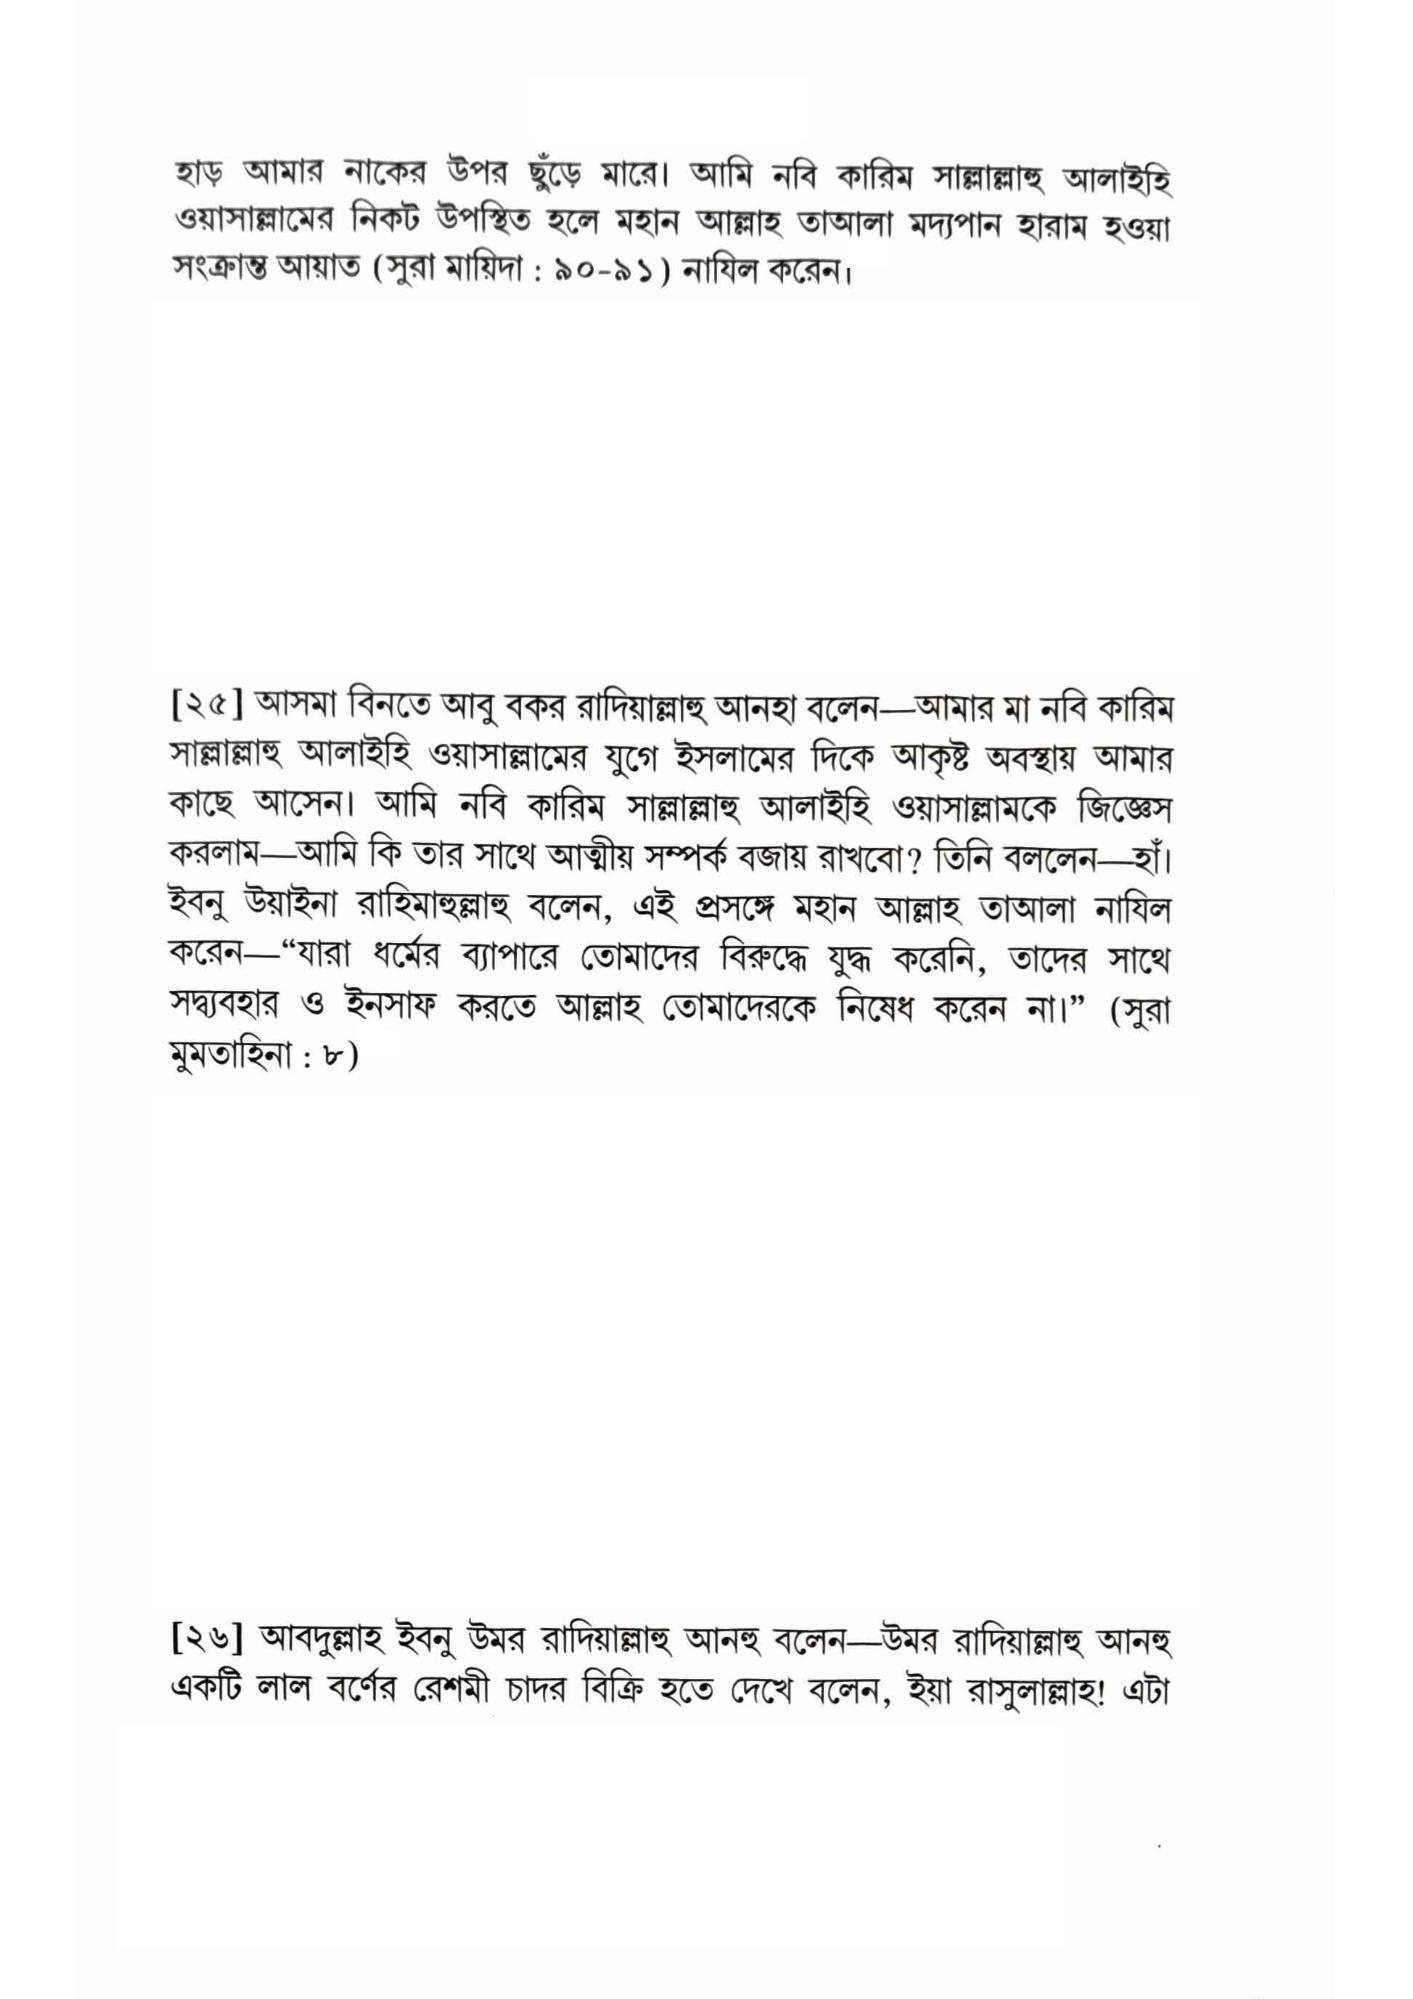 হাড় আমার নাকের উপর ছুঁড়ে মারে। আমি নবি কারিম সাল্লাল্লাহু আলাইহি
ওয়াসাল্লামের নিকট উপস্থিত হলে মহান আল্লাহ তাআলা মদ্যপান হারাম হওয়া
সংক্রান্ত আয়াত (সুরা মায়িদা : ৯০-৯১) নাযিল করেন।
[২৫] আসমা বিনতে আবু বকর রাদিয়াল্লাহু আনহা বলেন—আমার মা নবি কারিম
সাল্লাল্লাহু আলাইহি ওয়াসাল্লামের যুগে ইসলামের দিকে আকৃষ্ট অবস্থায় আমার
কাছে আসেন। আমি নবি কারিম সাল্লাল্লাহু আলাইহি ওয়াসাল্লামকে জিজ্ঞেস
করলাম—আমি কি তার সাথে আত্মীয় সম্পর্ক বজায় রাখবো? তিনি বললেন—হাঁ।
ইবনু উয়াইনা রাহিমাহুল্লাহু বলেন, এই প্রসঙ্গে মহান আল্লাহ তাআলা নাযিল
করেন—“যারা ধর্মের ব্যাপারে তোমাদের বিরুদ্ধে যুদ্ধ করেনি, তাদের সাথে
সদ্ব্যবহার ও ইনসাফ করতে আল্লাহ তোমাদেরকে নিষেধ করেন না।” (সুরা
মুমতাহিনা : ৮)
[২৬] আবদুল্লাহ ইবনু উমর রাদিয়াল্লাহু আনহু বলেন—উমর রাদিয়াল্লাহু আনহু
একটি লাল বর্ণের রেশমী চাদর বিক্রি হতে দেখে বলেন, ইয়া রাসুলাল্লাহ! এটা